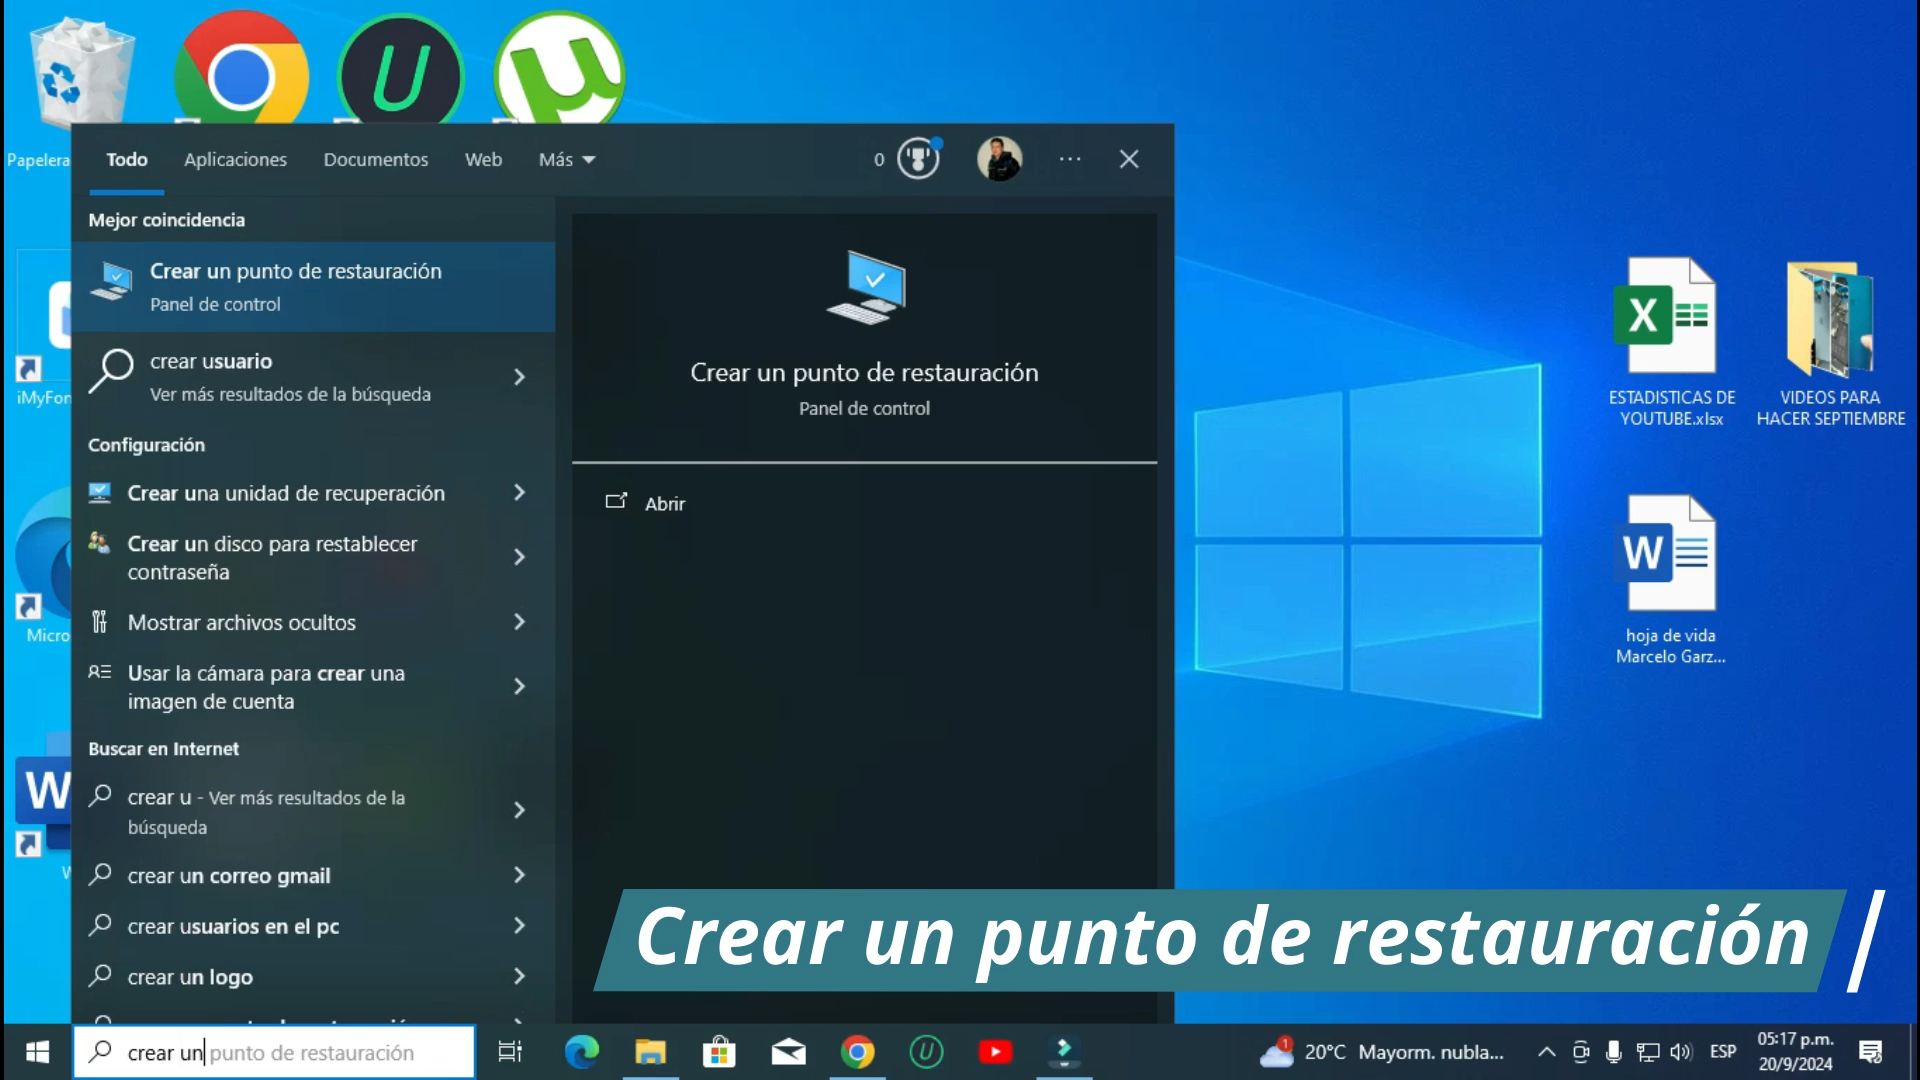 Papelera
Todo
Aplicaciones
Documentos
Web
Más
0
Mejor coincidencia
Crear un punto de restauración
Panel de control
crear usuario
Ver más resultados de la búsqueda
Configuración
Crear una unidad de recuperación
Crear un disco para restablecer
contraseña
Mostrar archivos ocultos
Usar la cámara para crear una
imagen de cuenta
Buscar en Internet
crear u - Ver más resultados de la
búsqueda
crear un correo gmail
crear usuarios en el pc
crear un logo
Crear un punto de restauración
Panel de control
Abrir
iMyFon
Micro
W
ESTADISTICAS DE
YOUTUBE.xlsx
VIDEOS PARA
HACER SEPTIEMBRE
hoja de vida
Marcelo Garz...
Crear un punto de restauración
crear un punto de restauración
1
20°C Mayorm. nubla...
ESP
05:17 p.m.
20/9/2024